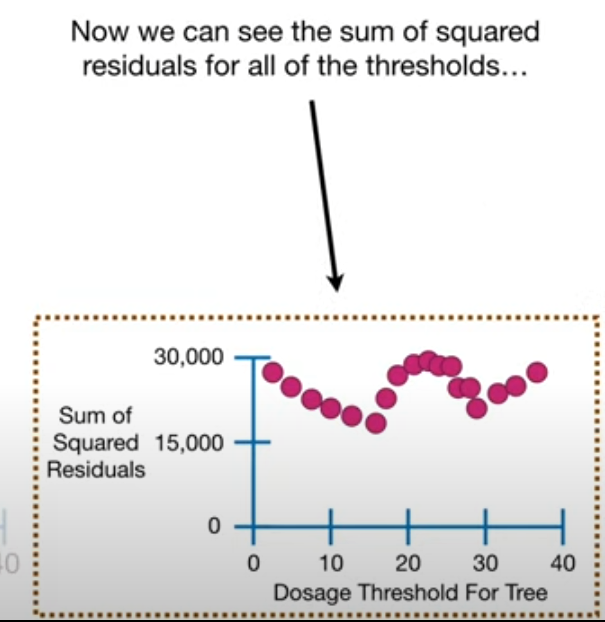 Now we can see the sum of squared
residuals for all of the thresholds...
30,000
Sum of
Squared 15,000
Residuals
0
0 10 20 30 40
Dosage Threshold For Tree